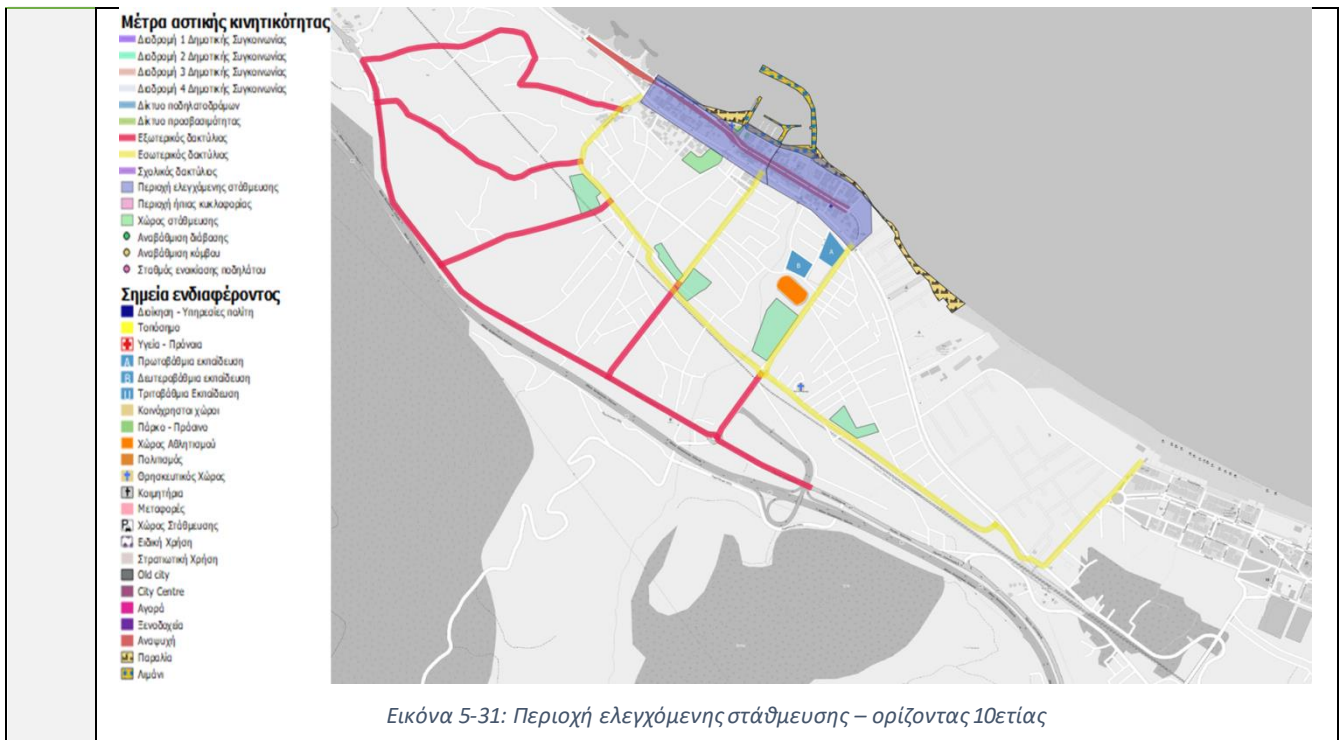 Μέτρα αστικής κινητικότητας
Διαδρομή 1 Δημοτικής Συγκοινωνίας
Διαδρομή 2 Δημοτικής Συγκοινωνίας
Διαδρομή 3 Δημοτικής Συγκοινωνίας
Διαδρομή 4 Δημοτικής Συγκοινωνίας
Δίκτυο ποδηλατοδρόμων
Δίκτυο προσβασιμότητας
Εξωτερικός δακτύλιος
Εσωτερικός δακτύλιος
Σχολικός δακτύλιος
Περιοχή ελεγχόμενης στάθμευσης
Περιοχή ήπιας κυκλοφορίας
Χώρος στάθμευσης
Αναβάθμιση διάβασης
Αναβάθμιση κόμβου
Σταθμός ενοικίασης ποδηλάτου
Σημεία ενδιαφέροντος
Διοίκηση - Υπηρεσίες πολίτη
Τοπόσημο
Υγεία - Πρόνοια
Α Πρωτοβάθμια εκπαίδευση
Β Δευτεροβάθμια εκπαίδευση
Τριτοβάθμια Εκπαίδευση
Κοινόχρηστοι χώροι
Πάρκο - Πράσινο
Χώρος Αθλητισμού
Πολιτισμός
Θρησκευτικός Χώρος
Κοιμητήρια
Μεταφορές
P Χώρος Στάθμευσης
Ειδική Χρήση
Στρατιωτική Χρήση
Old city
City Centre
Αγορά
Ξενοδοχεία
Αναψυχή
Παραλία
Λιμάνι
Α
Β
Εικόνα 5-31: Περιοχή ελεγχόμενης στάθμευσης – ορίζοντας 10ετίας